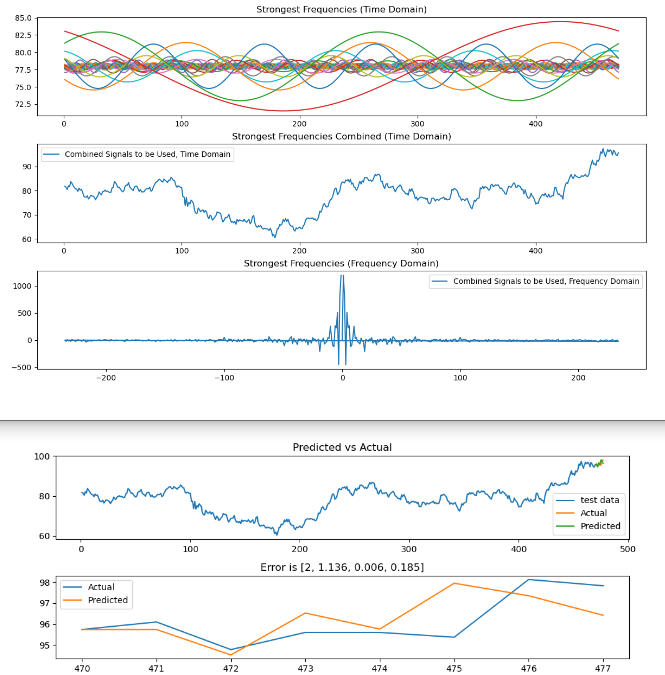 Strongest Frequencies (Time Domain)
85.0
82.5
80.0
77.5
75.0
72.5
0 100 200 300 400
Strongest Frequencies Combined (Time Domain)
Combined Signals to be Used, Time Domain
90
80
70
60
0 100 200 300 400
Strongest Frequencies (Frequency Domain)
Combined Signals to be Used, Frequency Domain
1000
500
0
−500
−200 −100 0 100 200
Predicted vs Actual
100
80
60
test data
Actual
Predicted
0 100 200 300 400 500
Error is [2, 1.136, 0.006, 0.185]
Actual
Predicted
98
97
96
95
470 471 472 473 474 475 476 477